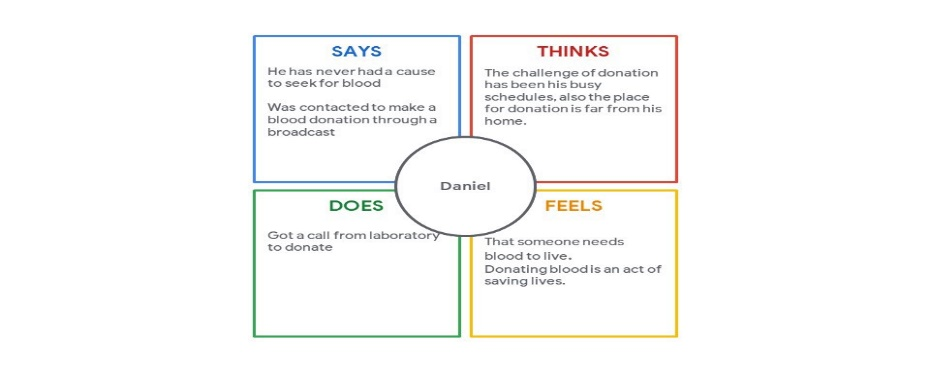 SAYS
He has never had a cause
to seek for blood
Was contacted to make a
blood donation through a
broadcast
THINKS
The challenge of donation
has been his busy
schedules, also the place
for donation is far from his
home.
Daniel
DOES
Got a call from laboratory
to donate
FEELS
That someone needs
blood to live.
Donating blood is an act of
saving lives.